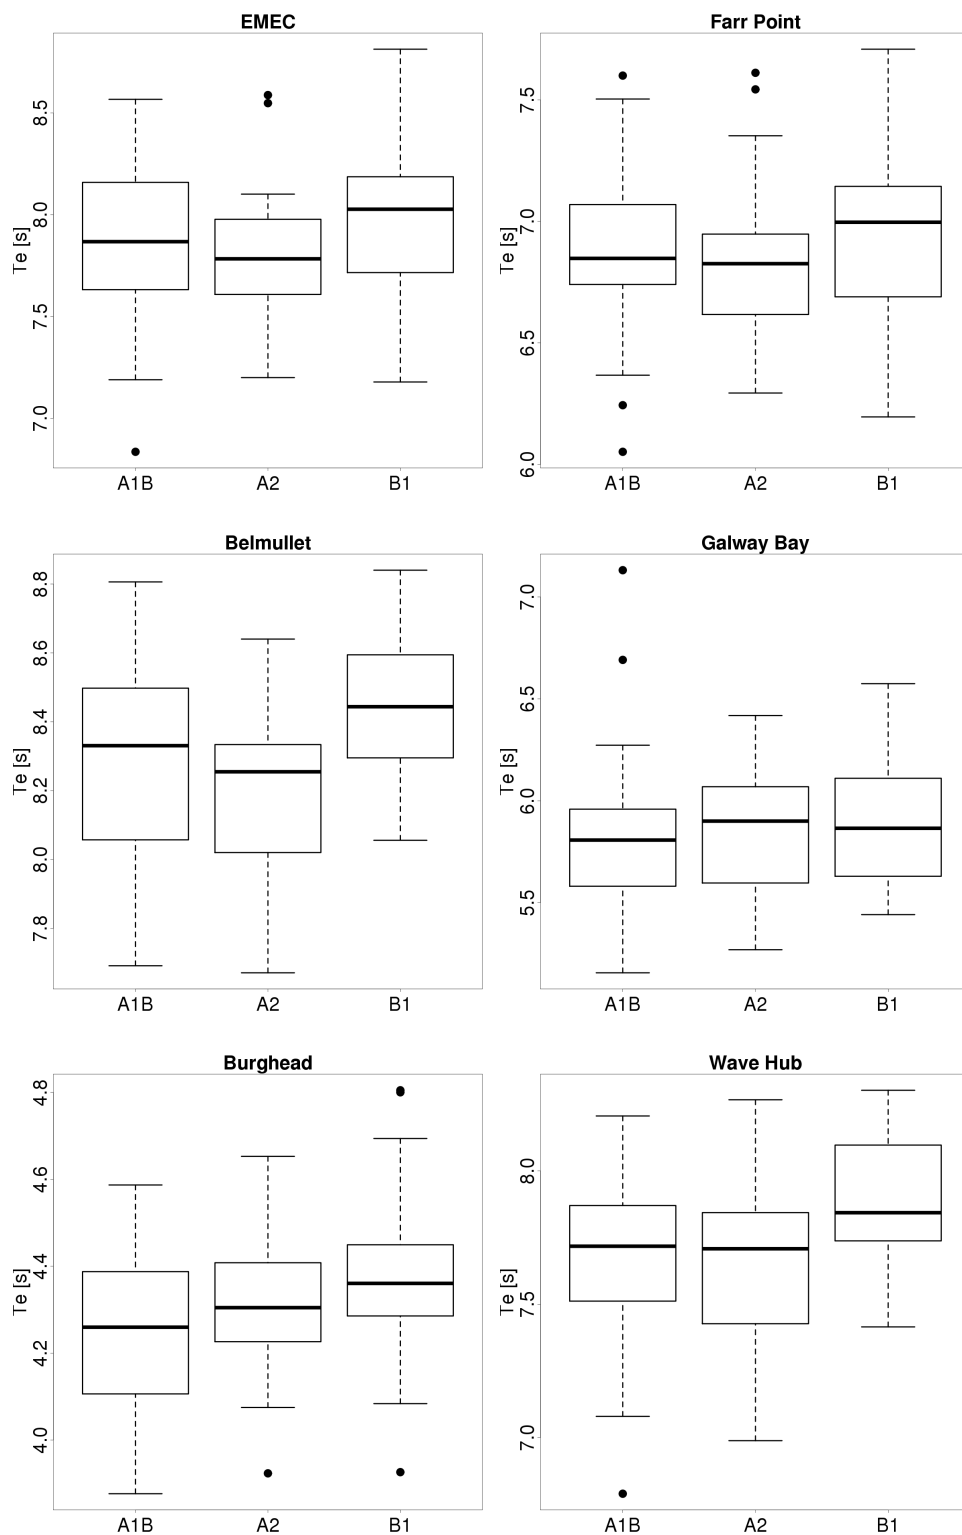 EMEC
Te [s]
8.5
8.0
7.5
7.0
A1B A2 B1
Farr Point
Te [s]
7.5
7.0
6.5
6.0
A1B A2 B1
Belmullet
Te [s]
8.8
8.6
8.4
8.2
8.0
7.8
A1B A2 B1
Galway Bay
Te [s]
7.0
6.5
6.0
5.5
A1B A2 B1
Burghead
Te [s]
4.8
4.6
4.4
4.2
4.0
A1B A2 B1
Wave Hub
Te [s]
8.0
7.5
7.0
A1B A2 B1